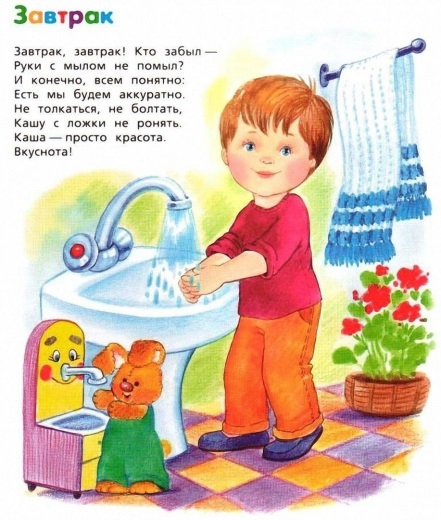 Завтрак
Завтрак, завтрак! Кто забыл —
Руки с мылом не помыл?
И конечно, всем понятно:
Есть мы будем аккуратно.
Не толкаться, не болтать,
Кашу с ложки не ронять.
Каша — просто красота.
Вкуснота!